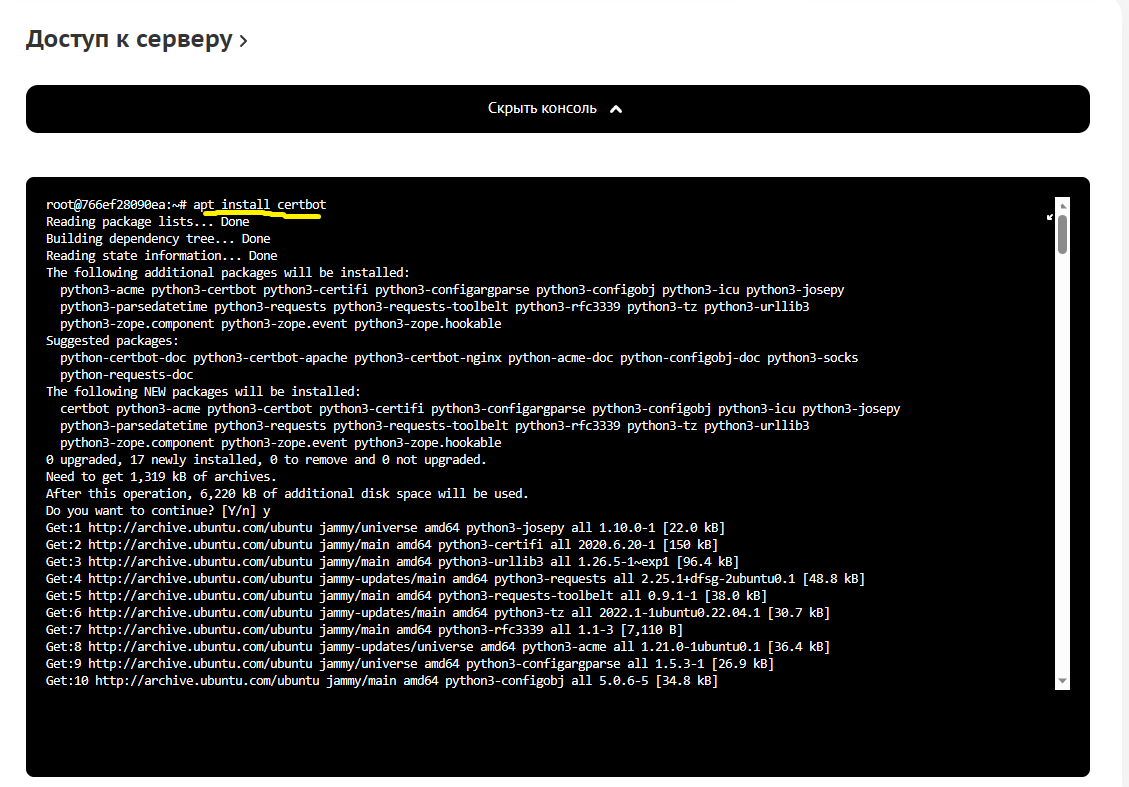 Доступ к серверу
Скрыть консоль
root@766ef28090ea:~# apt install certbot
Reading package lists... Done
Building dependency tree... Done
Reading state information... Done
The following additional packages will be installed:
python3-acme python3-certbot python3-certifi python3-configargparse python3-configobj python3-icu python3-josepy
python3-parsedatetime python3-requests python3-requests-toolbelt python3-rfc3339 python3-tz python3-urllib3
python3-zope.component python3-zope.event python3-zope.hookable
Suggested packages:
python-certbot-doc python3-certbot-apache python3-certbot-nginx python-acme-doc python-configobj-doc python3-socks
python-requests-doc
The following NEW packages will be installed:
certbot python3-acme python3-certbot python3-certifi python3-configargparse python3-configobj python3-icu python3-josepy
python3-parsedatetime python3-requests python3-requests-toolbelt python3-rfc3339 python3-tz python3-urllib3
python3-zope.component python3-zope.event python3-zope.hookable
0 upgraded, 17 newly installed, 0 to remove and 0 not upgraded.
Need to get 1,319 kB of archives.
After this operation, 6,220 kB of additional disk space will be used.
Do you want to continue? [Y/n] y
Get:1 http://archive.ubuntu.com/ubuntu jammy/universe amd64 python3-josepy all 1.10.0-1 [22.0 kB]
Get:2 http://archive.ubuntu.com/ubuntu jammy/main amd64 python3-certifi all 2020.6.20-1 [150 kB]
Get:3 http://archive.ubuntu.com/ubuntu jammy/main amd64 python3-urllib3 all 1.26.5-1~exp1 [96.4 kB]
Get:4 http://archive.ubuntu.com/ubuntu jammy-updates/main amd64 python3-requests all 2.25.1+dfsg-2ubuntu0.1 [48.8 kB]
Get:5 http://archive.ubuntu.com/ubuntu jammy/main amd64 python3-requests-toolbelt all 0.9.1-1 [38.0 kB]
Get:6 http://archive.ubuntu.com/ubuntu jammy-updates/main amd64 python3-tz all 2022.1-1ubuntu0.22.04.1 [30.7 kB]
Get:7 http://archive.ubuntu.com/ubuntu jammy/main amd64 python3-rfc3339 all 1.1-3 [7,110 B]
Get:8 http://archive.ubuntu.com/ubuntu jammy-updates/universe amd64 python3-acme all 1.21.0-1ubuntu0.1 [36.4 kB]
Get:9 http://archive.ubuntu.com/ubuntu jammy/universe amd64 python3-configargparse all 1.5.3-1 [26.9 kB]
Get:10 http://archive.ubuntu.com/ubuntu jammy/main amd64 python3-configobj all 5.0.6-5 [34.8 kB]